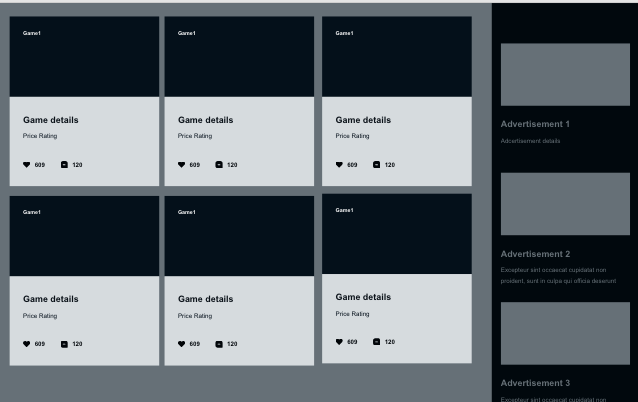 Game1
Game1
Game1
Game details
Game details
Game details
Price Rating
Price Rating
Price Rating
609 120
609 120
609 120
Game1
Game1
Game1
Game details
Game details
Game details
Price Rating
Price Rating
Price Rating
609 120
609 120
609 120
Advertisement 1
Adcertisement details
Advertisement 2
Excepteur sint occaecat cupidatat non
proident, sunt in culpa qui officia deserunt
Advertisement 3
Excepteur sint occaecat cupidatat non